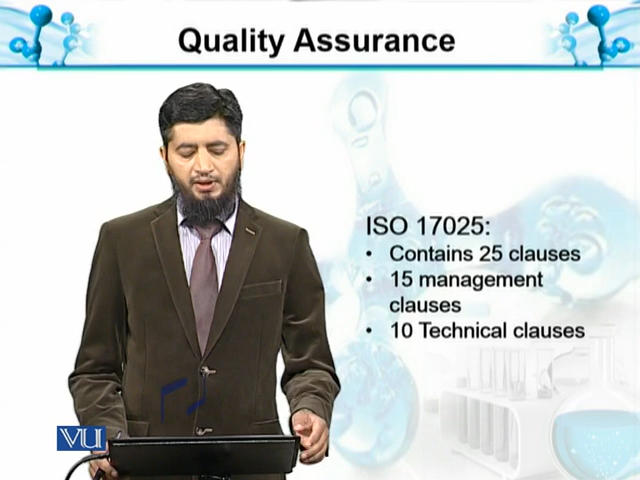 Quality Assurance
ISO 17025:
• Contains 25 clauses
• 15 management
clauses
• 10 Technical clauses
VU